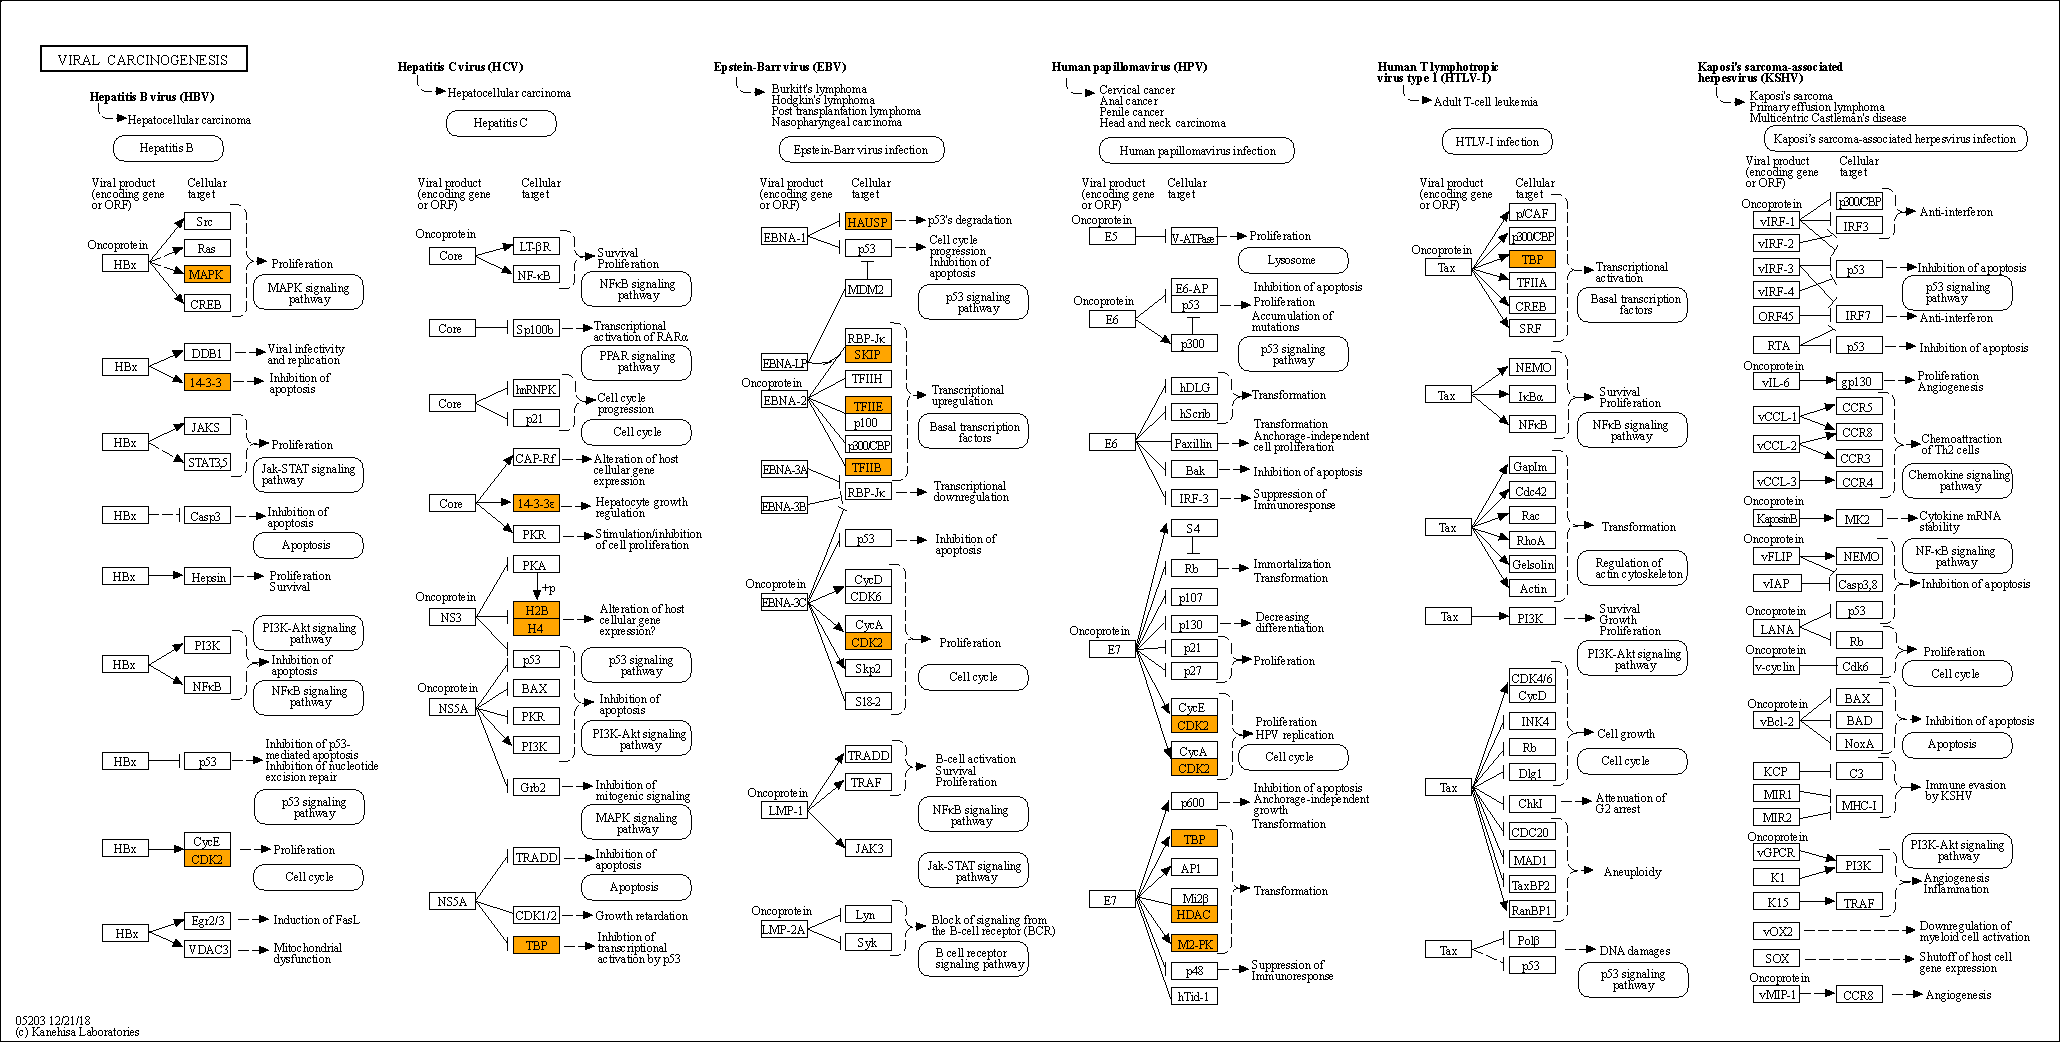 VIRAL CARCINOGENESIS
Hepatitis B virus (HBV)
Hepatocellular carcinoma
Hepatitis B
Viral product
(encoding gene
or ORF)
Cellular
target
Oncoprotein
HBx
Src
Ras
MAPK
CREB
Proliferation
MAPK signaling
pathway
HBx
DDB1
14-3-3
Viral infectivity
and replication
Inhibition of
apoptosis
HBx
JAKS
STAT3,5
Proliferation
Jak-STAT signaling
pathway
HBx
Casp3
Inhibition of
apoptosis
Apoptosis
HBx
Hepsin
Proliferation
Survival
PI3K-Akt signaling
pathway
HBx
PI3K
NFκB
Inhibition of
apoptosis
NFκB signaling
pathway
HBx
p53
Inhibition of p53-
mediated apoptosis
Inhibition of nucleotide
excision repair
p53 signaling
pathway
HBx
CycE
CDK2
Proliferation
Cell cycle
HBx
Egr2/3
VDAC3
Induction of FasL
Mitochondrial
dysfunction
05203 12/21/18
(c) Kanehisa Laboratories
Hepatitis C virus (HCV)
Hepatocellular carcinoma
Hepatitis C
Viral product
(encoding gene
or ORF)
Cellular
target
Oncoprotein
Core
LT-βR
NF-κB
Survival
Proliferation
NFκB signaling
pathway
Core
Sp100b
Transcriptional
activation of RARα
PPAR signaling
pathway
Core
hnRNPK
p21
Cell cycle
progression
Cell cycle
Core
CAP-Rf
14-3-3ε
PKR
Alteration of host
cellular gene
expression
Hepatocyte growth
regulation
Stimulation/inhibition
of cell proliferation
PKA
+p
Oncoprotein
NS3
H2B
H4
Alteration of host
cellular gene
expression?
p53
p53 signaling
pathway
Oncoprotein
NS5A
BAX
PKR
PI3K
Inhibition of
apoptosis
PI3K-Akt signaling
pathway
Grb2
Inhibition of
mitogenic signaling
MAPK signaling
pathway
NS5A
TRADD
CDK1/2
TBP
Inhibition of
apoptosis
Apoptosis
Growth retardation
Inhibtion of
transcriptional
activation by p53
Epstein-Barr virus (EBV)
Burkitt's lymphoma
Hodgkin's lymphoma
Post transplantation lymphoma
Nasopharyngeal carcinoma
Epstein-Barr virus infection
Viral product
(encoding gene
or ORF)
Cellular
target
EBNA-1
HAUSP
p53
MDM2
p53's degradation
Cell cycle
progression
Inhibition of
apoptosis
p53 signaling
pathway
EBNA-LP
Oncoprotein
EBNA-2
RBP-Jκ
SKIP
TFIIH
TFIIE
p100
p300/CBP
TFIIB
Transcriptional
upregulation
Basal transcription
factors
EBNA-3A
EBNA-3B
RBP-Jκ
Transcriptional
downregulation
p53
Inhibition of
apoptosis
Oncoprotein
EBNA-3C
CycD
CDK6
CycA
CDK2
Skp2
S18-2
Proliferation
Cell cycle
Oncoprotein
LMP-1
TRADD
TRAF
JAK3
B-cell activation
Survival
Proliferation
NFκB signaling
pathway
Jak-STAT signaling
pathway
Oncoprotein
LMP-2A
Lyn
Syk
Block of signaling from
the B-cell receptor (BCR)
B cell receptor
signaling pathway
Human papillomavirus (HPV)
Cervical cancer
Anal cancer
Penile cancer
Head and neck carcinoma
Human papillomavirus infection
Viral product
(encoding gene
or ORF)
Cellular
target
Oncoprotein
E5
V-ATPase
Proliferation
Lysosome
Oncoprotein
E6
E6-AP
p53
p300
Inhibition of apoptosis
Proliferation
Accumulation of
mutations
p53 signaling
pathway
E6
hDLG
hScrib
Paxillin
Bak
IRF-3
Transformation
Transformation
Anchorage-independent
cell proliferation
Inhibition of apoptosis
Suppression of
Immunoresponse
Oncoprotein
E7
S4
Rb
p107
p130
p21
p27
CycE
CDK2
CycA
CDK2
Immortalization
Transformation
Decreasing
differentiation
Proliferation
Proliferation
HPV replication
Cell cycle
E7
p600
TBP
AP1
Mi2β
HDAC
M2-PK
p48
hTid-1
Inhibition of apoptosis
Anchorage-independent
growth
Transformation
Transformation
Suppression of
Immunoresponse
Human T lymphotropic
virus type 1 (HTLV-1)
Adult T-cell leukemia
HTLV-I infection
Viral product
(encoding gene
or ORF)
Cellular
target
Oncoprotein
Tax
p/CAF
p300/CBP
TBP
TFIIA
CREB
SRF
Transcriptional
activation
Basal transcription
factors
Tax
NEMO
IκBα
NFκB
Survival
Proliferation
NFκB signaling
pathway
Tax
GapIm
Cdc42
Rac
RhoA
Gelsolin
Actin
Transformation
Regulation of
actin cytoskeleton
Tax
PI3K
Survival
Growth
Proliferation
PI3K-Akt signaling
pathway
Tax
CDK4/6
CycD
INK4
Rb
Dlg1
ChkI
CDC20
MAD1
TaxBP2
RanBP1
Cell growth
Cell cycle
Attenuation of
G2 arrest
Aneuploidy
Tax
Polβ
p53
DNA damages
p53 signaling
pathway
Kaposi's sarcoma-associated
herpesvirus (KSHV)
Kaposi's sarcoma
Primary effusion lymphoma
Multicentric Castleman's disease
Kaposi's sarcoma-associated herpesvirus infection
Viral product
(encoding gene
or ORF)
Cellular
target
Oncoprotein
vIRF-1
vIRF-2
vIRF-3
vIRF-4
ORF45
RTA
p300/CBP
IRF3
p53
IRF7
p53
Anti-interferon
Inhibition of apoptosis
p53 signaling
pathway
Anti-interferon
Inhibition of apoptosis
Oncoprotein
vIL-6
gp130
Proliferation
Angiogenesis
vCCL-1
vCCL-2
vCCL-3
CCR5
CCR8
CCR3
CCR4
Chemoattraction
of Th2 cells
Chemokine signaling
pathway
Oncoprotein
KaposinB
MK2
Cytokine mRNA
stability
Oncoprotein
vFLIP
vIAP
NEMO
Casp3,8
NF-κB signaling
pathway
Inhibition of apoptosis
Oncoprotein
LANA
p53
Rb
Oncoprotein
v-cyclin
Cdk6
Proliferation
Cell cycle
Oncoprotein
vBcl-2
BAX
BAD
NoxA
Inhibition of apoptosis
Apoptosis
KCP
MIR1
MIR2
C3
MHC-I
Immune evasion
by KSHV
Oncoprotein
vGPCR
K1
K15
PI3K
TRAF
PI3K-Akt signaling
pathway
Angiogenesis
Inflammation
vOX2
Downregulation of
myeloid cell activation
SOX
Shutoff of host cell
gene expression
Oncoprotein
vMIP-1
CCR8
Angiogenesis